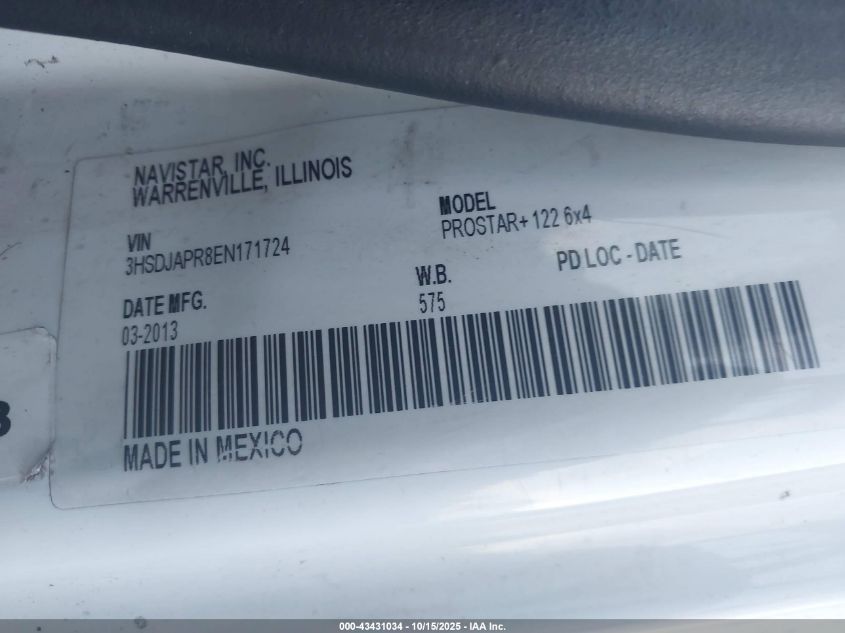 NAVISTAR, INC.
WARRENVILLE, ILLINOIS
VIN
3HSDJAPR8EN171724
MODEL
PROSTAR+ 122 6x4
DATE MFG.
03-2013
W.B.
575
PD LOC - DATE
MADE IN MEXICO
000-43431034 - 10/15/2025 - IAA Inc.